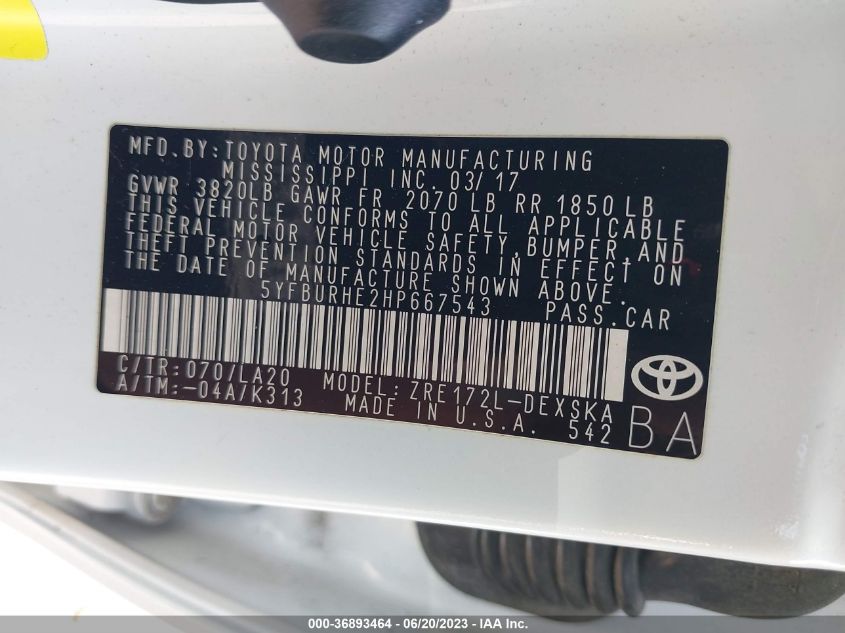 MFD.BY:TOYOTA MOTOR MANUFACTURING
MISSISSIPPI INC. 03/17
GVWR 3820LB GAWR FR 2070 LB RR 1850 LB
THIS VEHICLE CONFORMS TO ALL APPLICABLE
FEDERAL MOTOR VEHICLE SAFETY,BUMPER,AND
THEFT PREVENTION STANDARDS IN EFFECT ON
THE DATE OF MANUFACTURE SHOWN ABOVE.
5YFBURHE2HP667543 PASS.CAR
C/TR:070/LA20 MODEL:ZRE172L-DEXSKA
A/TM:-04A/K313 MADE IN U.S.A. 542
BA
000-36893464 - 06/20/2023 - IAA Inc.